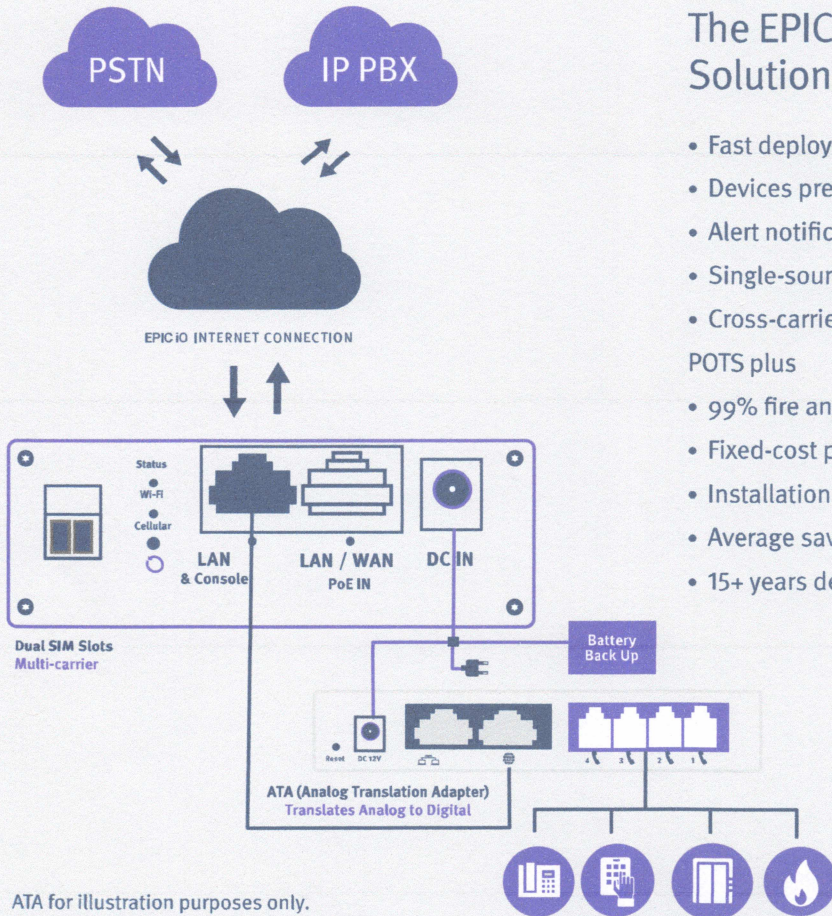 PSTN
IP PBX
EPIC iO INTERNET CONNECTION
Status
Wi-Fi
Cellular
LAN
& Console
LAN / WAN
PoE IN
DC IN
Dual SIM Slots
Multi-carrier
Battery
Back Up
Reset
DC 12V
4
3
2
1
ATA (Analog Translation Adapter)
Translates Analog to Digital
ATA for illustration purposes only.
The EPIC
Solution
• Fast deploy
• Devices pre
• Alert notific
• Single-sour
• Cross-carrie
POTS plus
• 99% fire an
• Fixed-cost p
• Installation
• Average sav
• 15+ years de